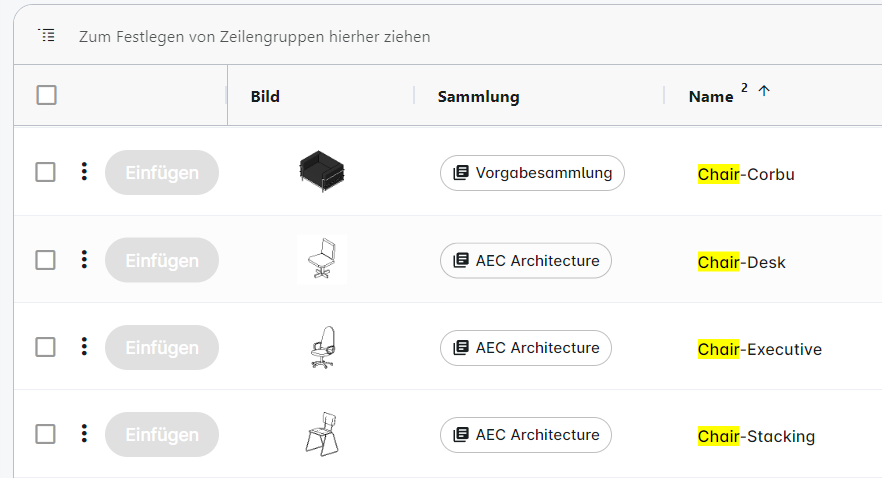 Zum Festlegen von Zeilengruppen hierher ziehen
Bild Sammlung Name 2
Einfügen Vorgabesammlung Chair-Corbu
Einfügen AEC Architecture Chair-Desk
Einfügen AEC Architecture Chair-Executive
Einfügen AEC Architecture Chair-Stacking